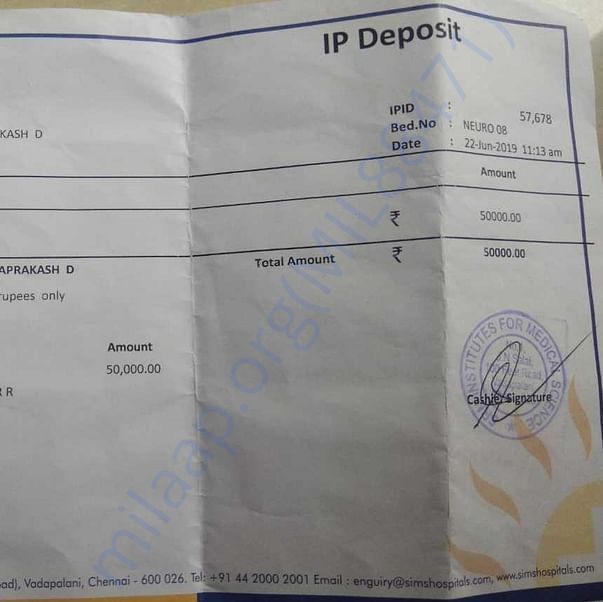 IP Deposit
IPID : 57,678
KASH D
Bed.No : NEURO 08
Date : 22-Jun-2019 11:13 am
Amount
₹ 50000.00
Total Amount ₹ 50000.00
APRAKASH D
rupees only
Amount
50,000.00
R R
Cashier Signature
INSTITUTES FOR MEDICAL SCIENCE
milaap.org(MIL88471)
oad), Vadapalani, Chennai - 600 026. Tel: +91 44 2000 2001 Email : enquiry@simshospitals.com, www.simshospitals.com